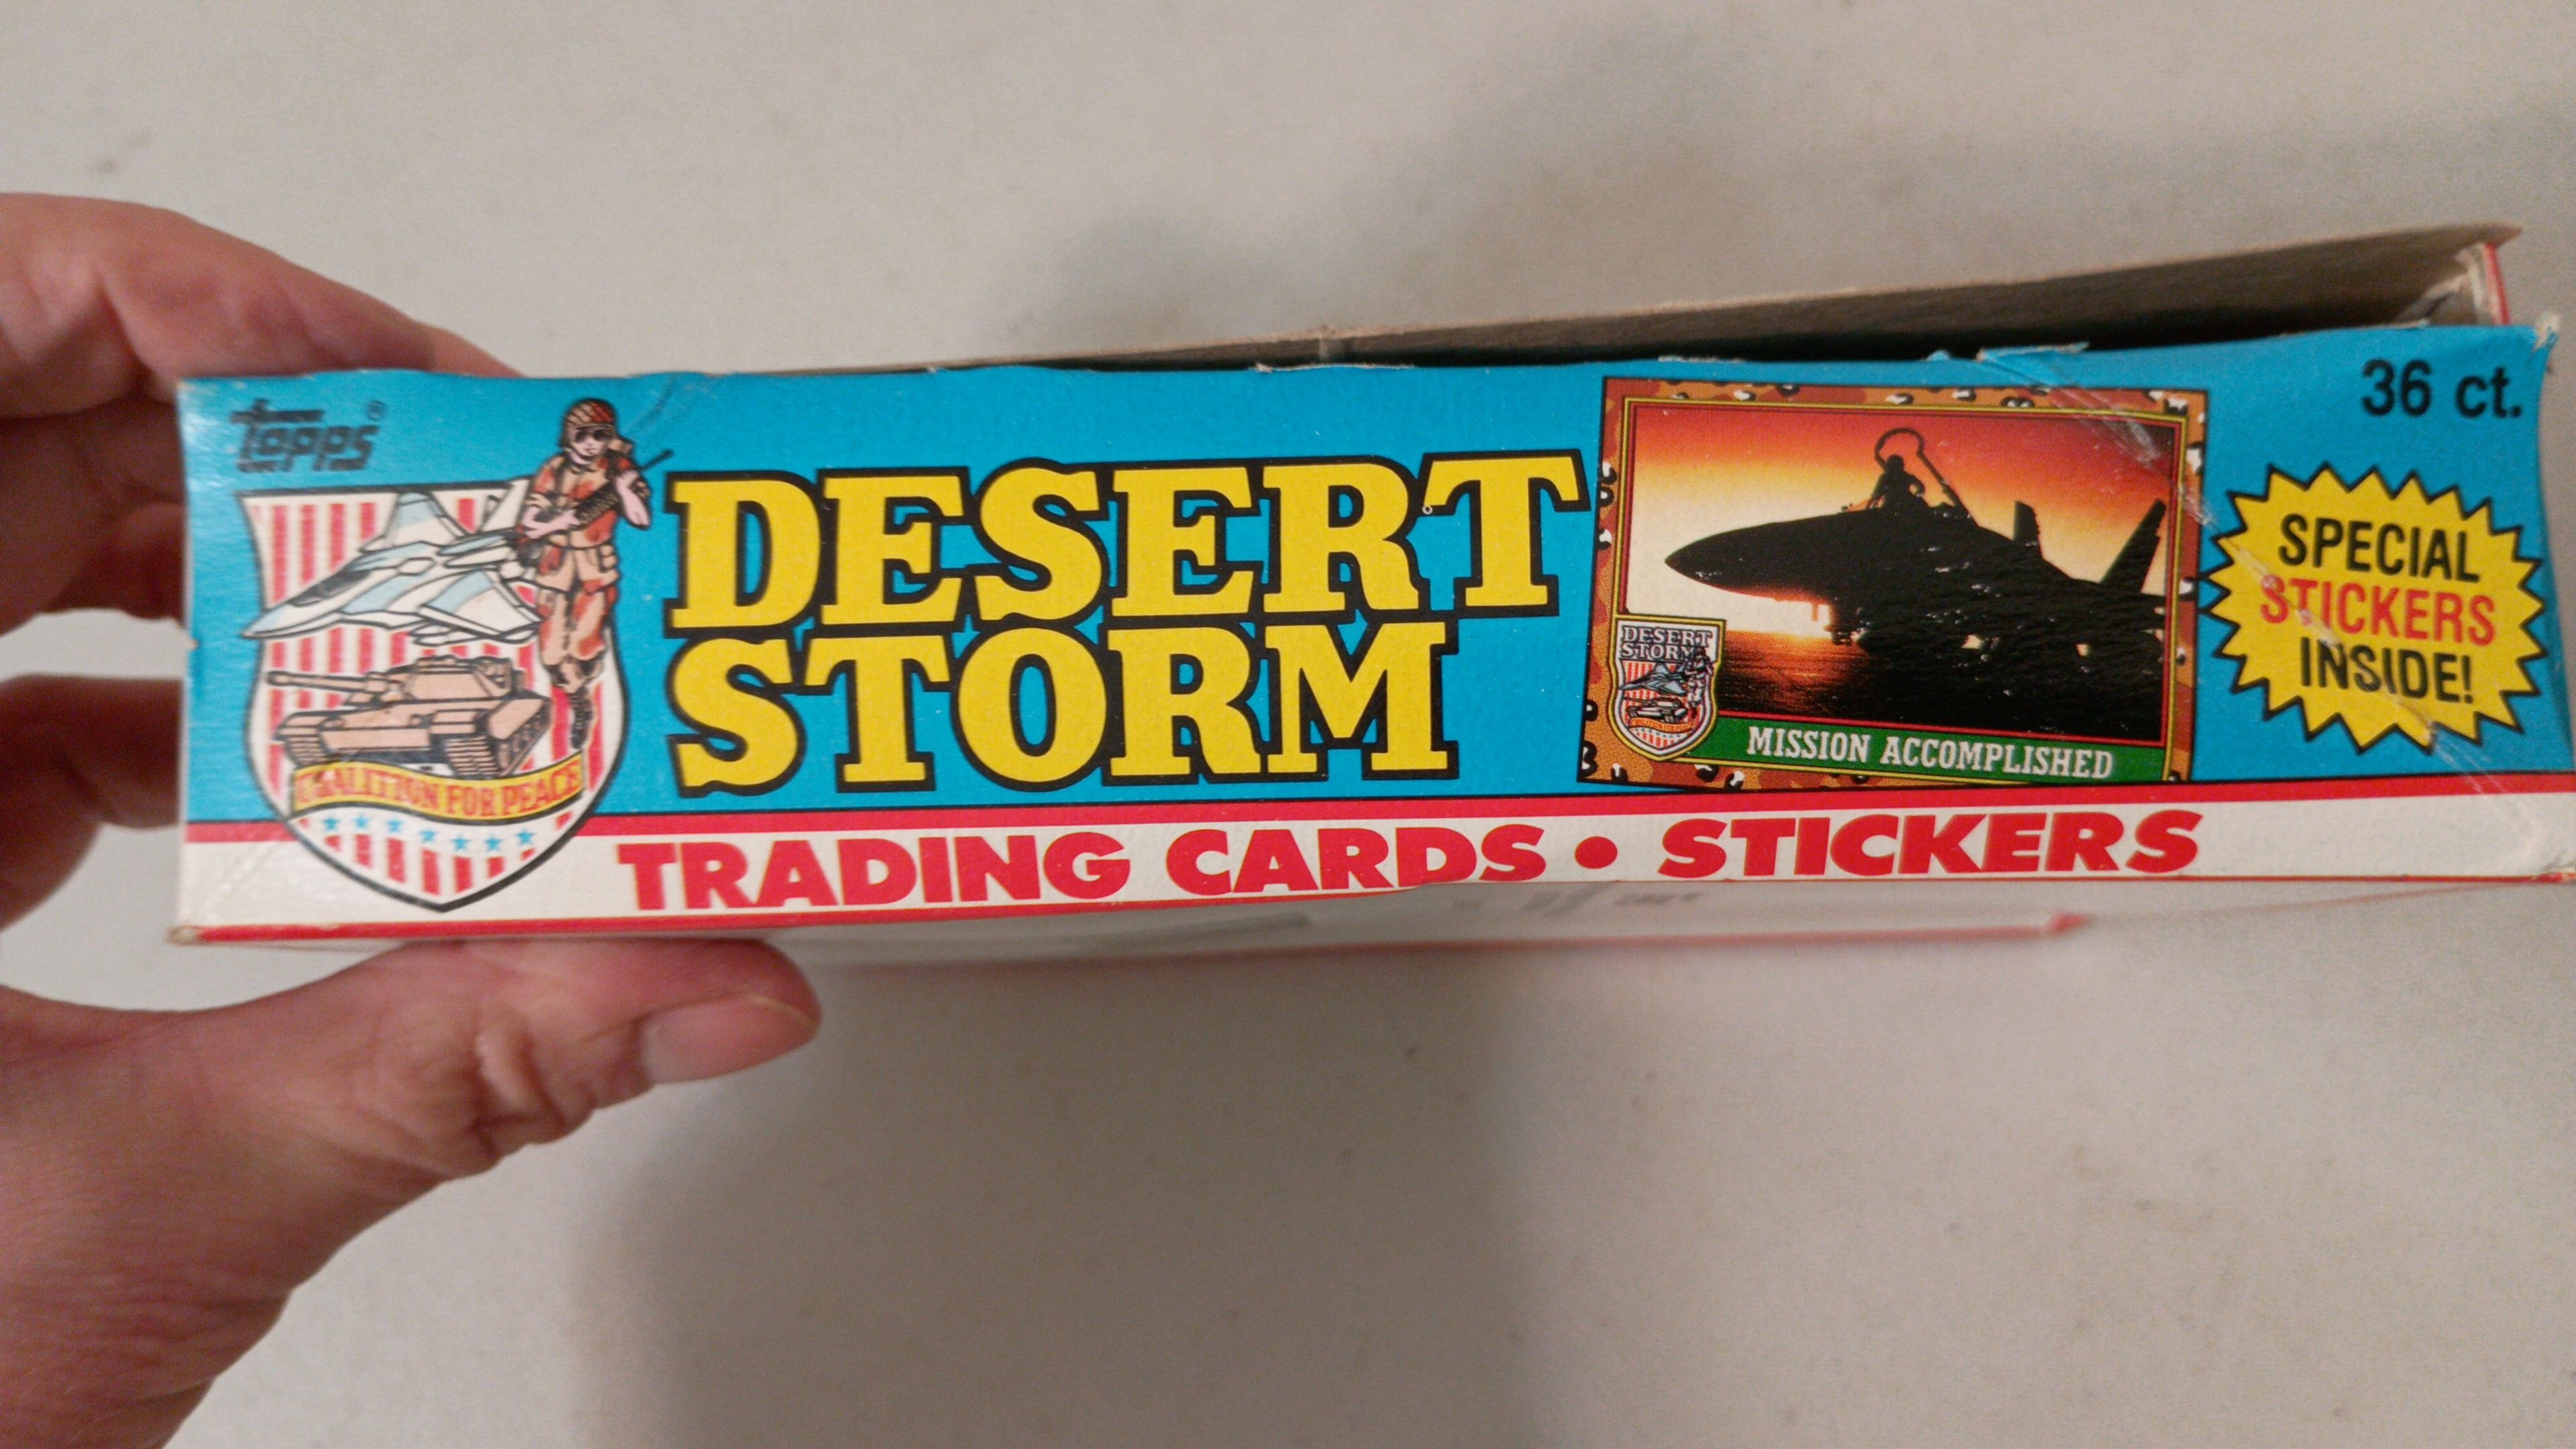 topps®
DESERT
STORM
COALITION FOR PEACE
TRADING CARDS • STICKERS
DESERT
STORM
MISSION ACCOMPLISHED
36 ct.
SPECIAL
STICKERS
INSIDE!